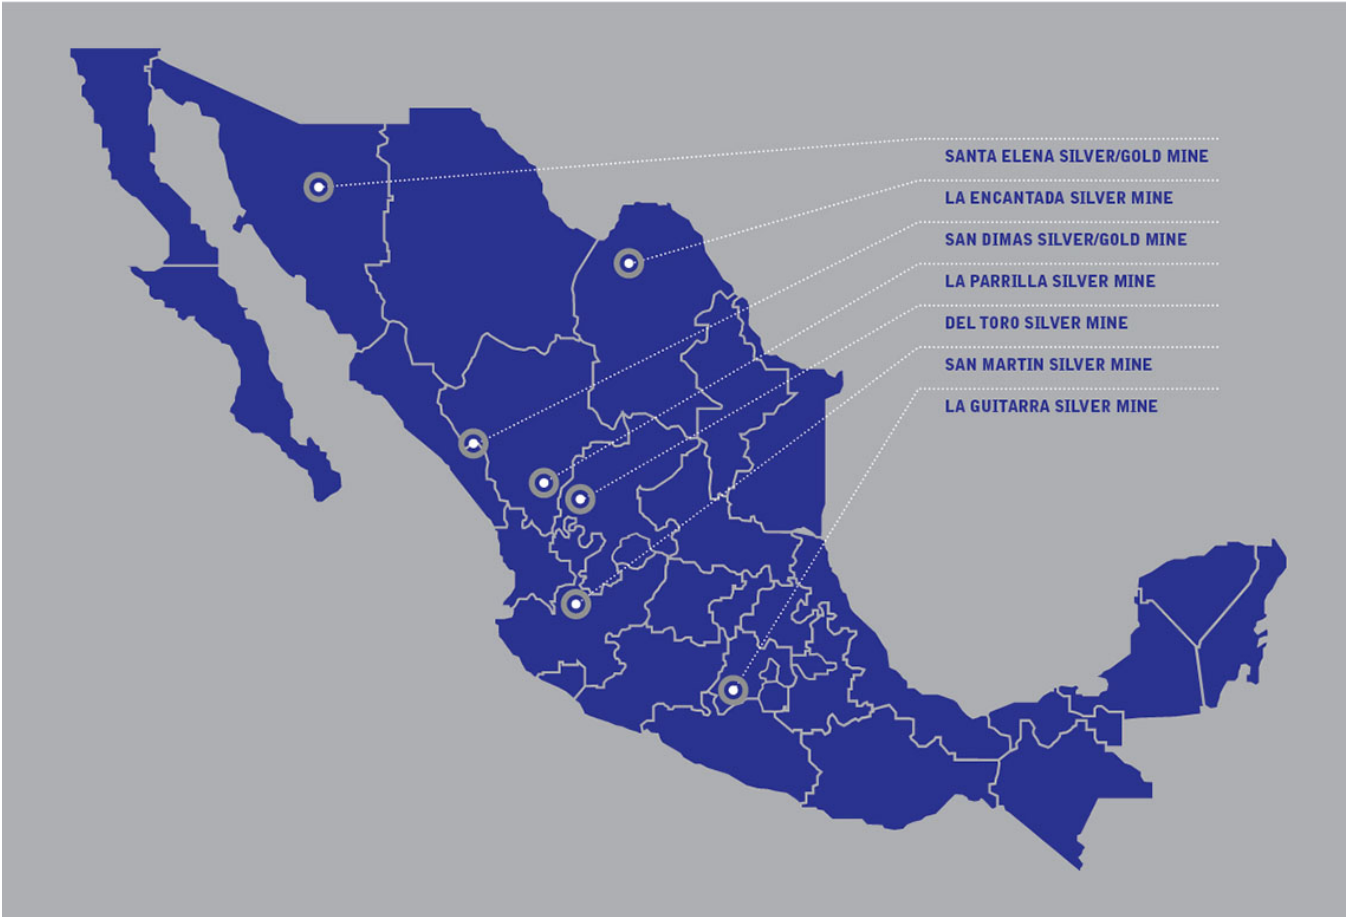 SANTA ELENA SILVER/GOLD MINE
LA ENCANTADA SILVER MINE
SAN DIMAS SILVER/GOLD MINE
LA PARRILLA SILVER MINE
DEL TORO SILVER MINE
SAN MARTIN SILVER MINE
LA GUITARRA SILVER MINE